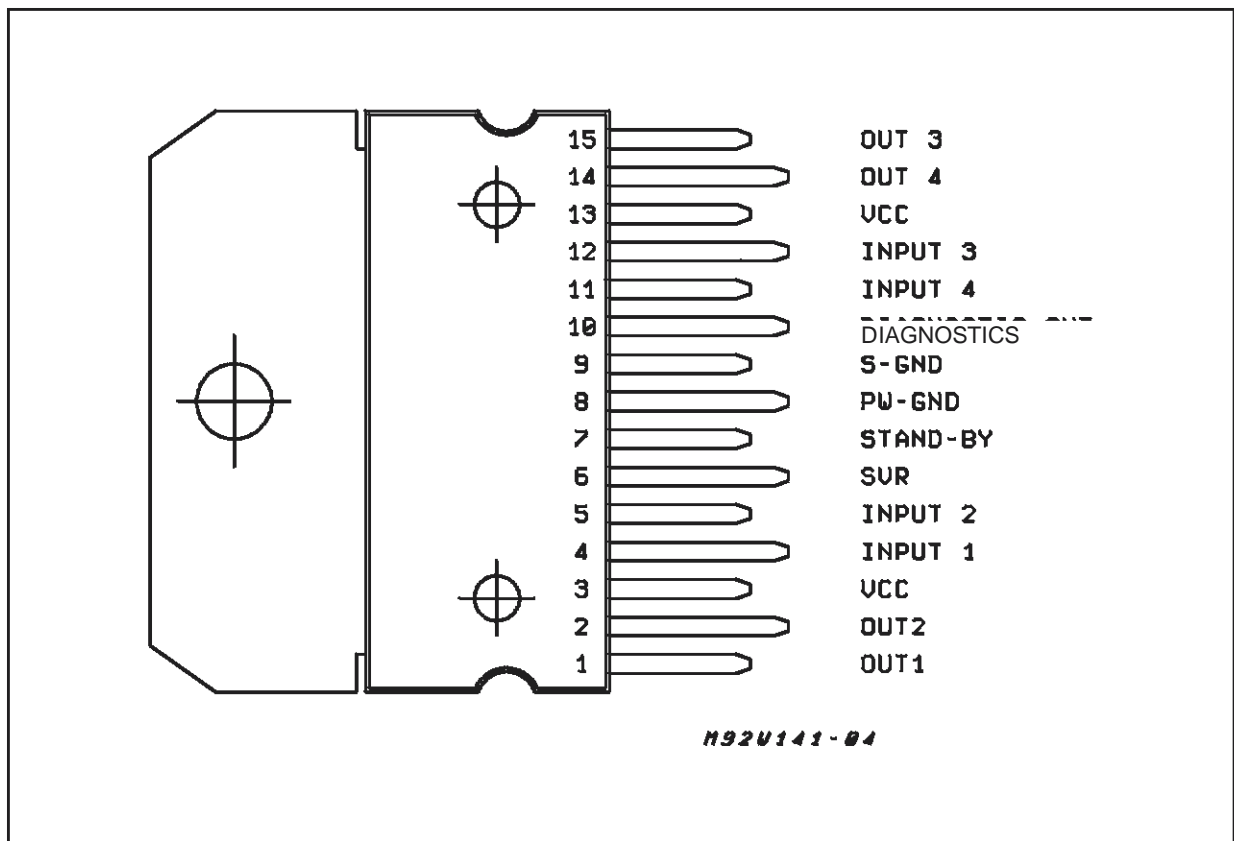 15 OUT 3
14 OUT 4
13 VCC
12 INPUT 3
11 INPUT 4
10 DIAGNOSTICS
9 S-GND
8 PW-GND
7 STAND-BY
6 SVR
5 INPUT 2
4 INPUT 1
3 VCC
2 OUT2
1 OUT1
M92V141-04